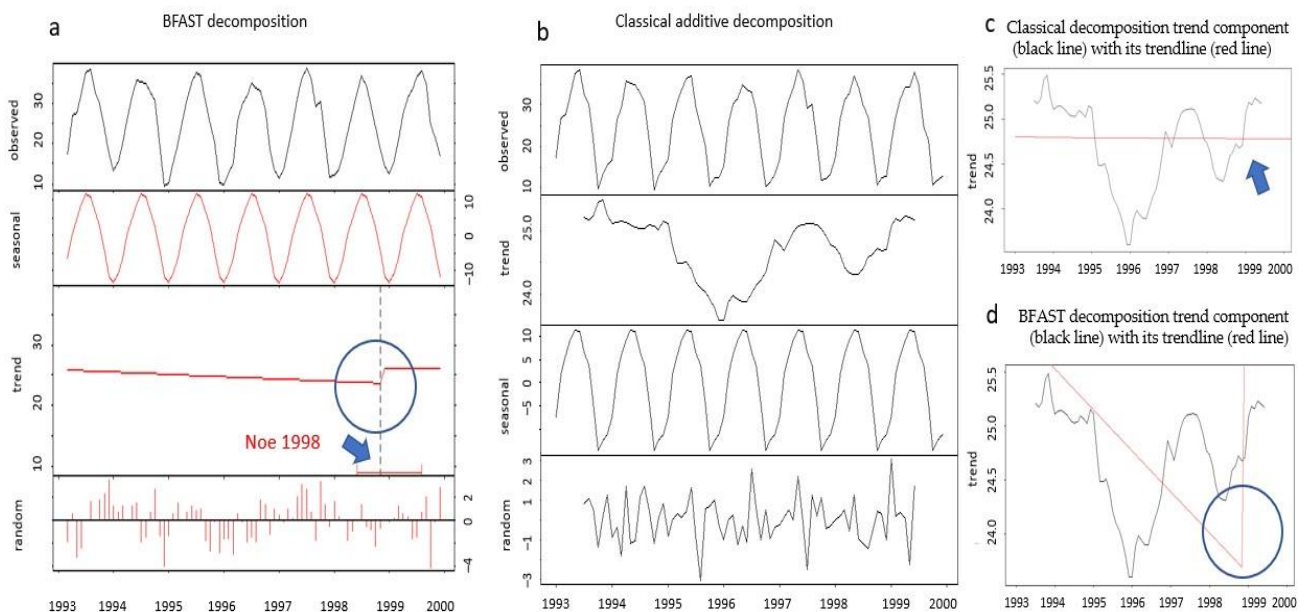 a
BFAST decomposition
observed
10 20 30
seasonal
−10 0 5 10
trend
10 20 30
Noe 1998
random
−4 −2 0 2
1993 1994 1995 1996 1997 1998 1999 2000
b
Classical additive decomposition
observed
10 20 30
trend
24.0 25.0
seasonal
−5 0 5 10
random
−3 −1 0 1 2 3
1993 1994 1995 1996 1997 1998 1999 2000
c
Classical decomposition trend component
(black line) with its trendline (red line)
trend
24.0 24.5 25.0 25.5
1993 1994 1995 1996 1997 1998 1999 2000
d
BFAST decomposition trend component
(black line) with its trendline (red line)
trend
24.0 24.5 25.0 25.5
1993 1994 1995 1996 1997 1998 1999 2000